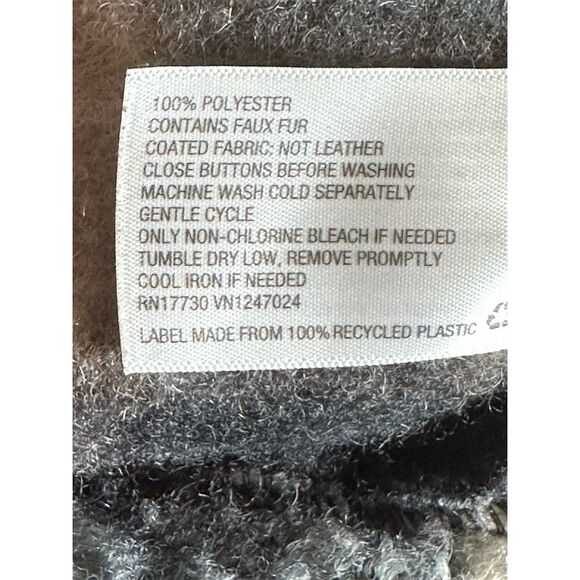 100% POLYESTER
CONTAINS FAUX FUR
COATED FABRIC: NOT LEATHER
CLOSE BUTTONS BEFORE WASHING
MACHINE WASH COLD SEPARATELY
GENTLE CYCLE
ONLY NON-CHLORINE BLEACH IF NEEDED
TUMBLE DRY LOW, REMOVE PROMPTLY
COOL IRON IF NEEDED
RN17730 VN1247024
LABEL MADE FROM 100% RECYCLED PLASTIC